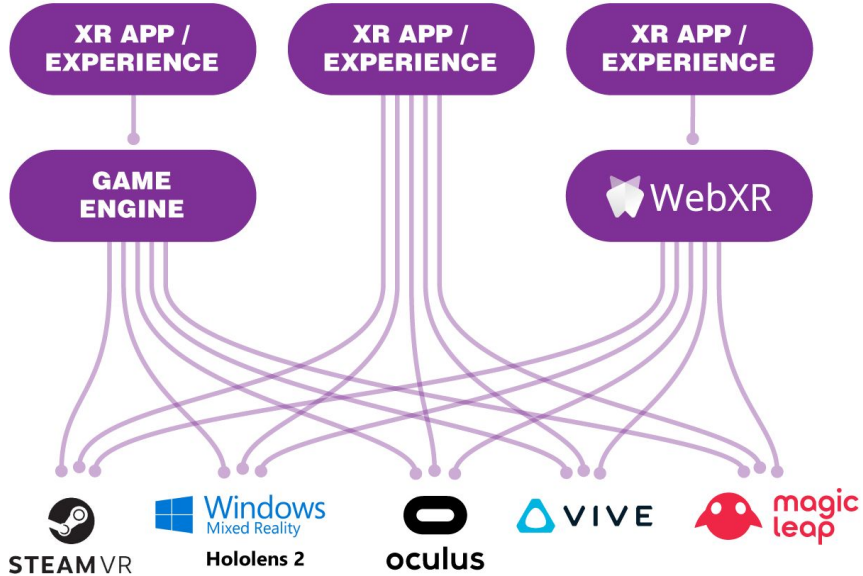 XR APP /
EXPERIENCE
XR APP /
EXPERIENCE
XR APP /
EXPERIENCE
GAME
ENGINE
WebXR
STEAMVR
Windows
Mixed Reality
Hololens 2
oculus
VIVE
magic
leap